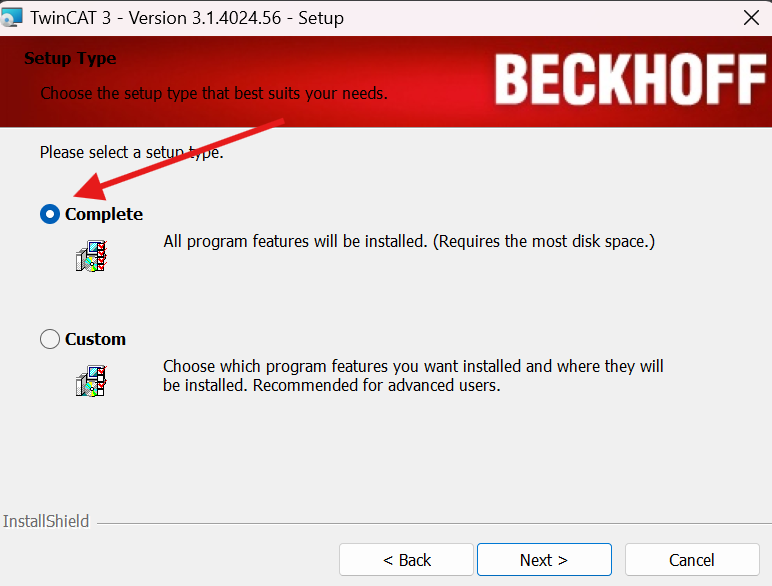 TwinCAT 3 - Version 3.1.4024.56 - Setup
Setup Type
Choose the setup type that best suits your needs.
BECKHOFF
Please select a setup type.
Complete
All program features will be installed. (Requires the most disk space.)
Custom
Choose which program features you want installed and where they will
be installed. Recommended for advanced users.
InstallShield
< Back
Next >
Cancel